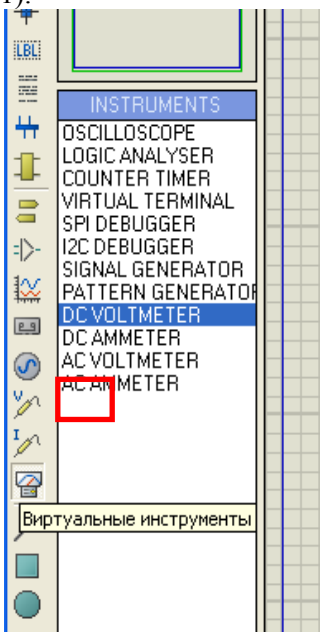 1).
LBL
INSTRUMENTS
OSCILLOSCOPE
LOGIC ANALYSER
COUNTER TIMER
VIRTUAL TERMINAL
SPI DEBUGGER
I2C DEBUGGER
SIGNAL GENERATOR
PATTERN GENERATOR
DC VOLTMETER
DC AMMETER
AC VOLTMETER
AC AMMETER
V
I
Виртуальные инструменты